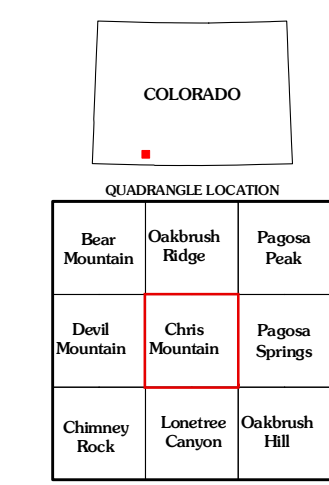 COLORADO
QUADRANGLE LOCATION
Bear
Mountain
Oakbrush
Ridge
Pagosa
Peak
Devil
Mountain
Chris
Mountain
Pagosa
Springs
Chimney
Rock
Lonetree
Canyon
Oakbrush
Hill